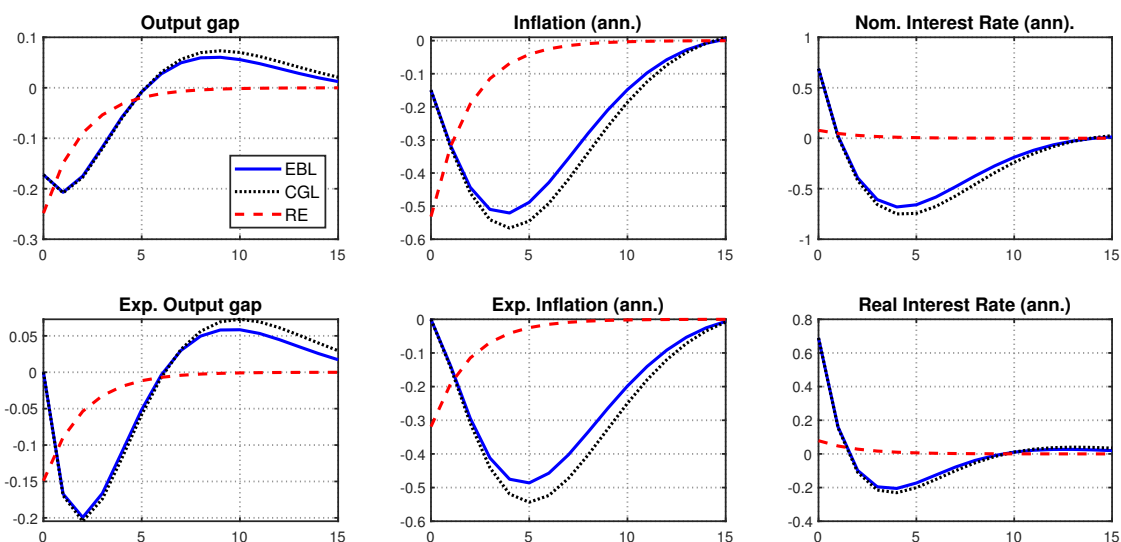 Output gap
0.1
0
-0.1
-0.2
-0.3
0 5 10 15
EBL
CGL
RE
Inflation (ann.)
0
-0.1
-0.2
-0.3
-0.4
-0.5
-0.6
0 5 10 15
Nom. Interest Rate (ann).
1
0.5
0
-0.5
-1
0 5 10 15
Exp. Output gap
0.05
0
-0.05
-0.1
-0.15
-0.2
0 5 10 15
Exp. Inflation (ann.)
0
-0.1
-0.2
-0.3
-0.4
-0.5
-0.6
0 5 10 15
Real Interest Rate (ann.)
0.8
0.6
0.4
0.2
0
-0.2
-0.4
0 5 10 15